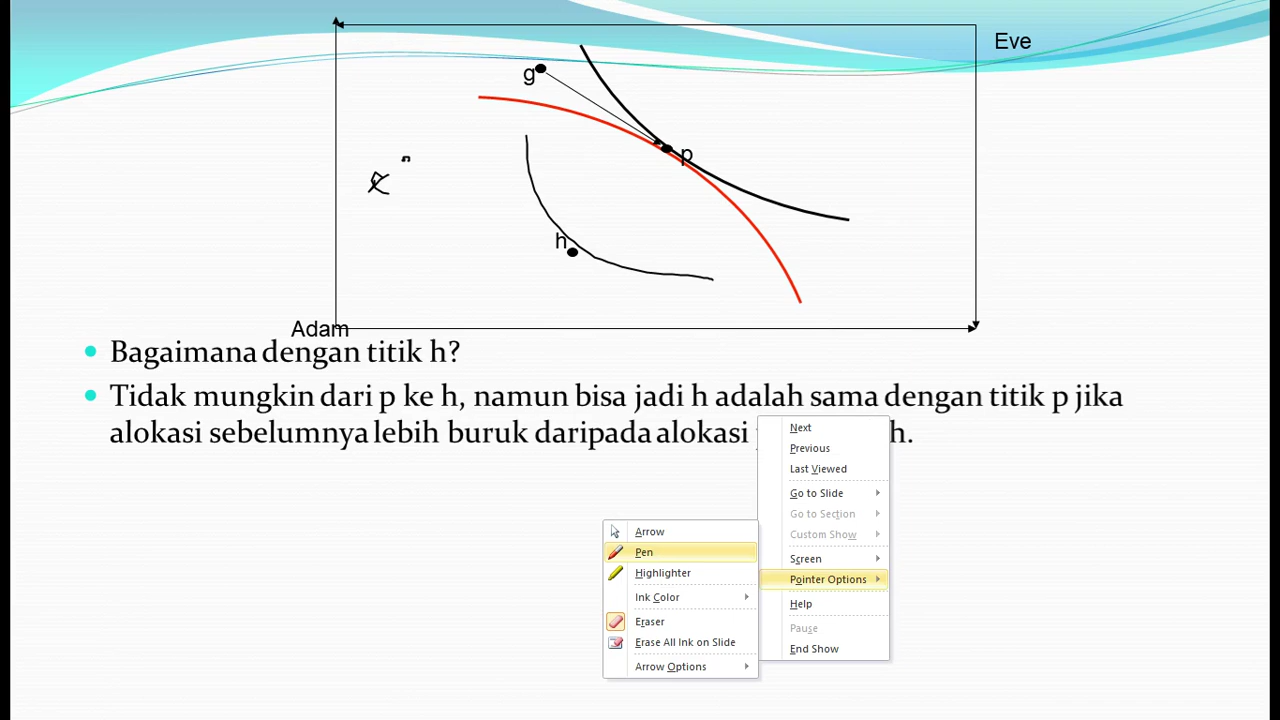 Eve
g
p
h
Adam
Bagaimana dengan titik h?
Tidak mungkin dari p ke h, namun bisa jadi h adalah sama dengan titik p jika
alokasi sebelumnya lebih buruk daripada alokasi h.
Next
Previous
Last Viewed
Go to Slide
Go to Section
Custom Show
Screen
Pointer Options
Help
Pause
End Show
Arrow
Pen
Highlighter
Ink Color
Eraser
Erase All Ink on Slide
Arrow Options